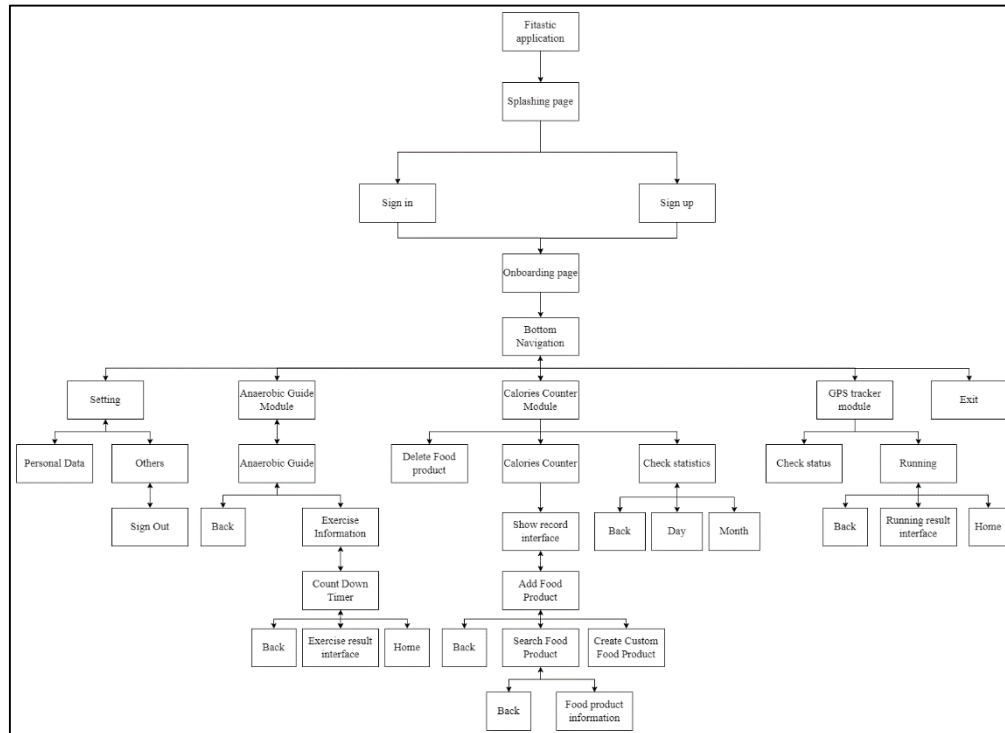 Fitastic
application
Splashing page
Sign in
Sign up
Onboarding page
Bottom
Navigation
Setting
Anaerobic Guide
Module
Calories Counter
Module
GPS tracker
module
Exit
Personal Data
Others
Anaerobic Guide
Delete Food
product
Calories Counter
Check statistics
Check status
Running
Sign Out
Back
Exercise
Information
Show record
interface
Back
Day
Month
Back
Running result
interface
Home
Count Down
Timer
Add Food
Product
Back
Exercise result
interface
Home
Back
Search Food
Product
Create Custom
Food Product
Back
Food product
information